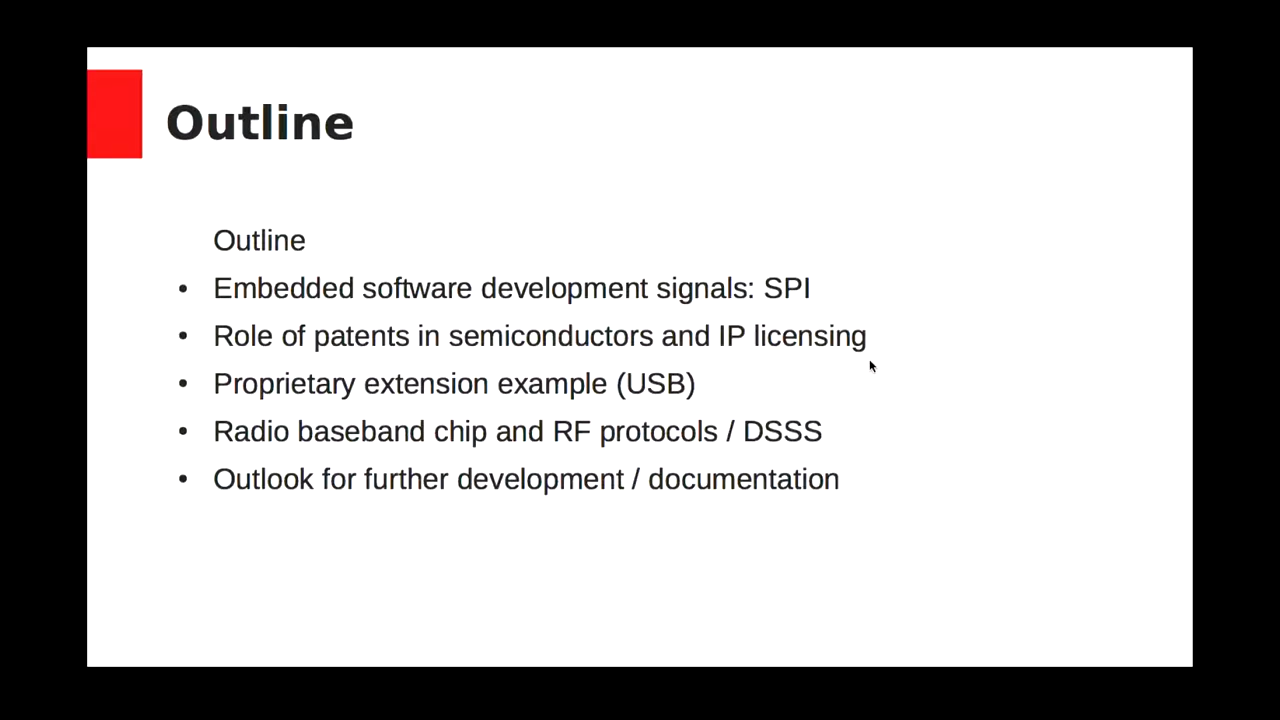 Outline
Outline
• Embedded software development signals: SPI
• Role of patents in semiconductors and IP licensing
• Proprietary extension example (USB)
• Radio baseband chip and RF protocols / DSSS
• Outlook for further development / documentation